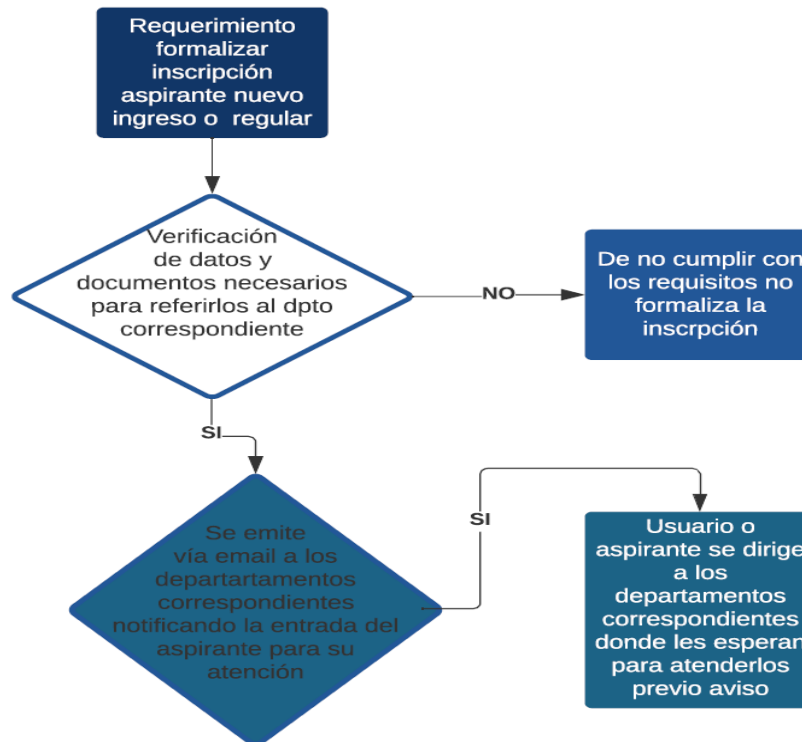 Requerimiento
formalizar
inscripción
aspirante nuevo
ingreso o regular
Verificación
de datos y
documentos necesarios
para referirlos al dpto
correspondiente
NO
De no cumplir con
los requisitos no
formaliza la
inscrpción
SI
Se emite
vía email a los
departartamentos
correspondientes
notificando la entrada del
aspirante para su
atención
SI
Usuario o
aspirante se dirige
a los
departamentos
correspondientes
donde les esperan
para atenderlos
previo aviso